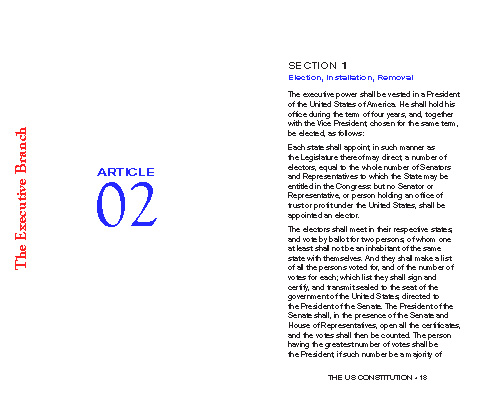 The Executive Branch
ARTICLE
02
SECTION 1
Election, Installation, Removal
The executive power shall be vested in a President
of the United States of America. He shall hold his
office during the term of four years, and, together
with the Vice President, chosen for the same term,
be elected, as follows:
Each state shall appoint, in such manner as
the Legislature thereof may direct, a number of
electors, equal to the whole number of Senators
and Representatives to which the State may be
entitled in the Congress: but no Senator or
Representative, or person holding an office of
trust or profit under the United States, shall be
appointed an elector.
The electors shall meet in their respective states,
and vote by ballot for two persons, of whom one
at least shall not be an inhabitant of the same
state with themselves. And they shall make a list
of all the persons voted for, and of the number of
votes for each; which list they shall sign and
certify, and transmit sealed to the seat of the
government of the United States, directed to
the President of the Senate. The President of the
Senate shall, in the presence of the Senate and
House of Representatives, open all the certificates,
and the votes shall then be counted. The person
having the greatest number of votes shall be
the President, if such number be a majority of
THE US CONSTITUTION • 18